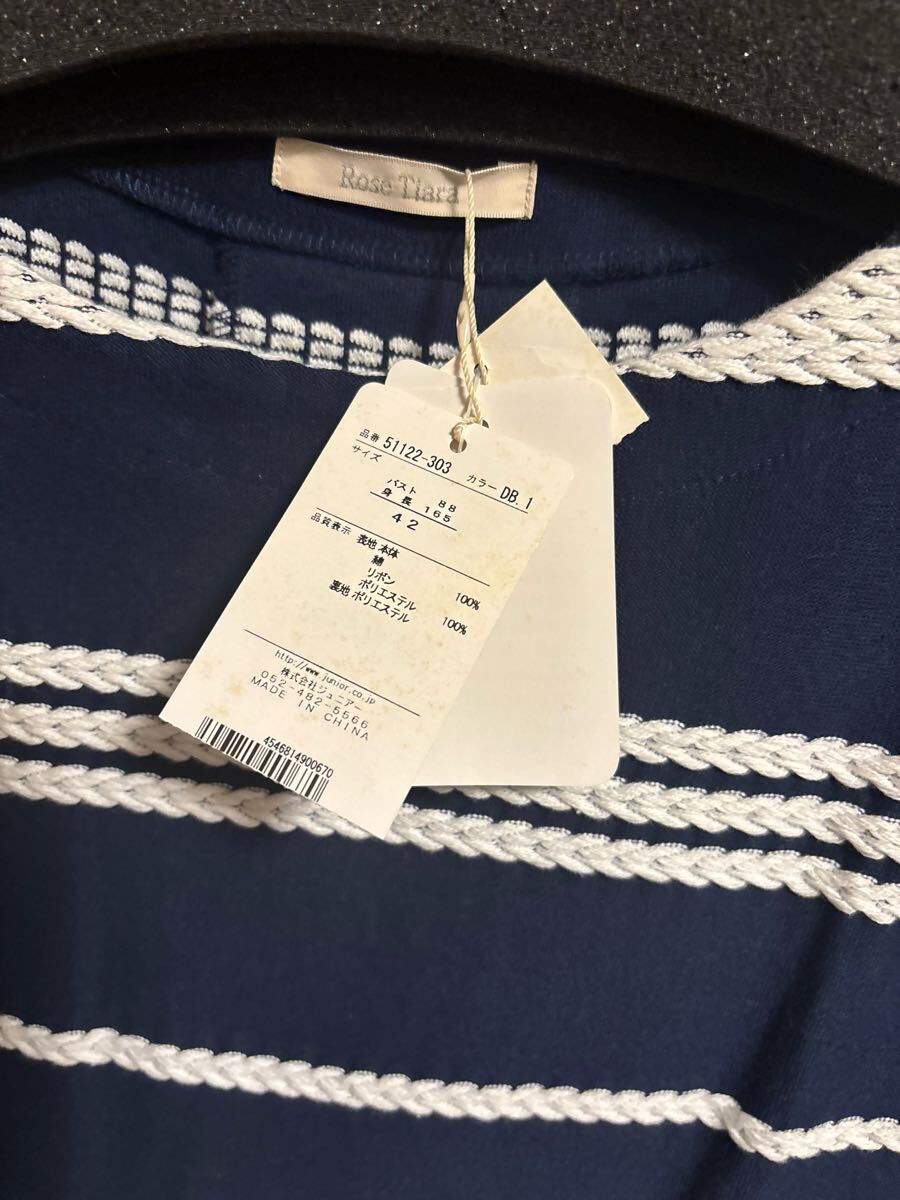 Rose Tiara
品番 51122-303 カラー DB.1
サイズ
バスト 88
身長 165
42
品質表示 表地 本体
綿 100%
リボン
ポリエステル 100%
裏地 ポリエステル
http://www.junior.co.jp
株式会社ジュニアー
052-482-5566
MADE IN CHINA
4546814900670